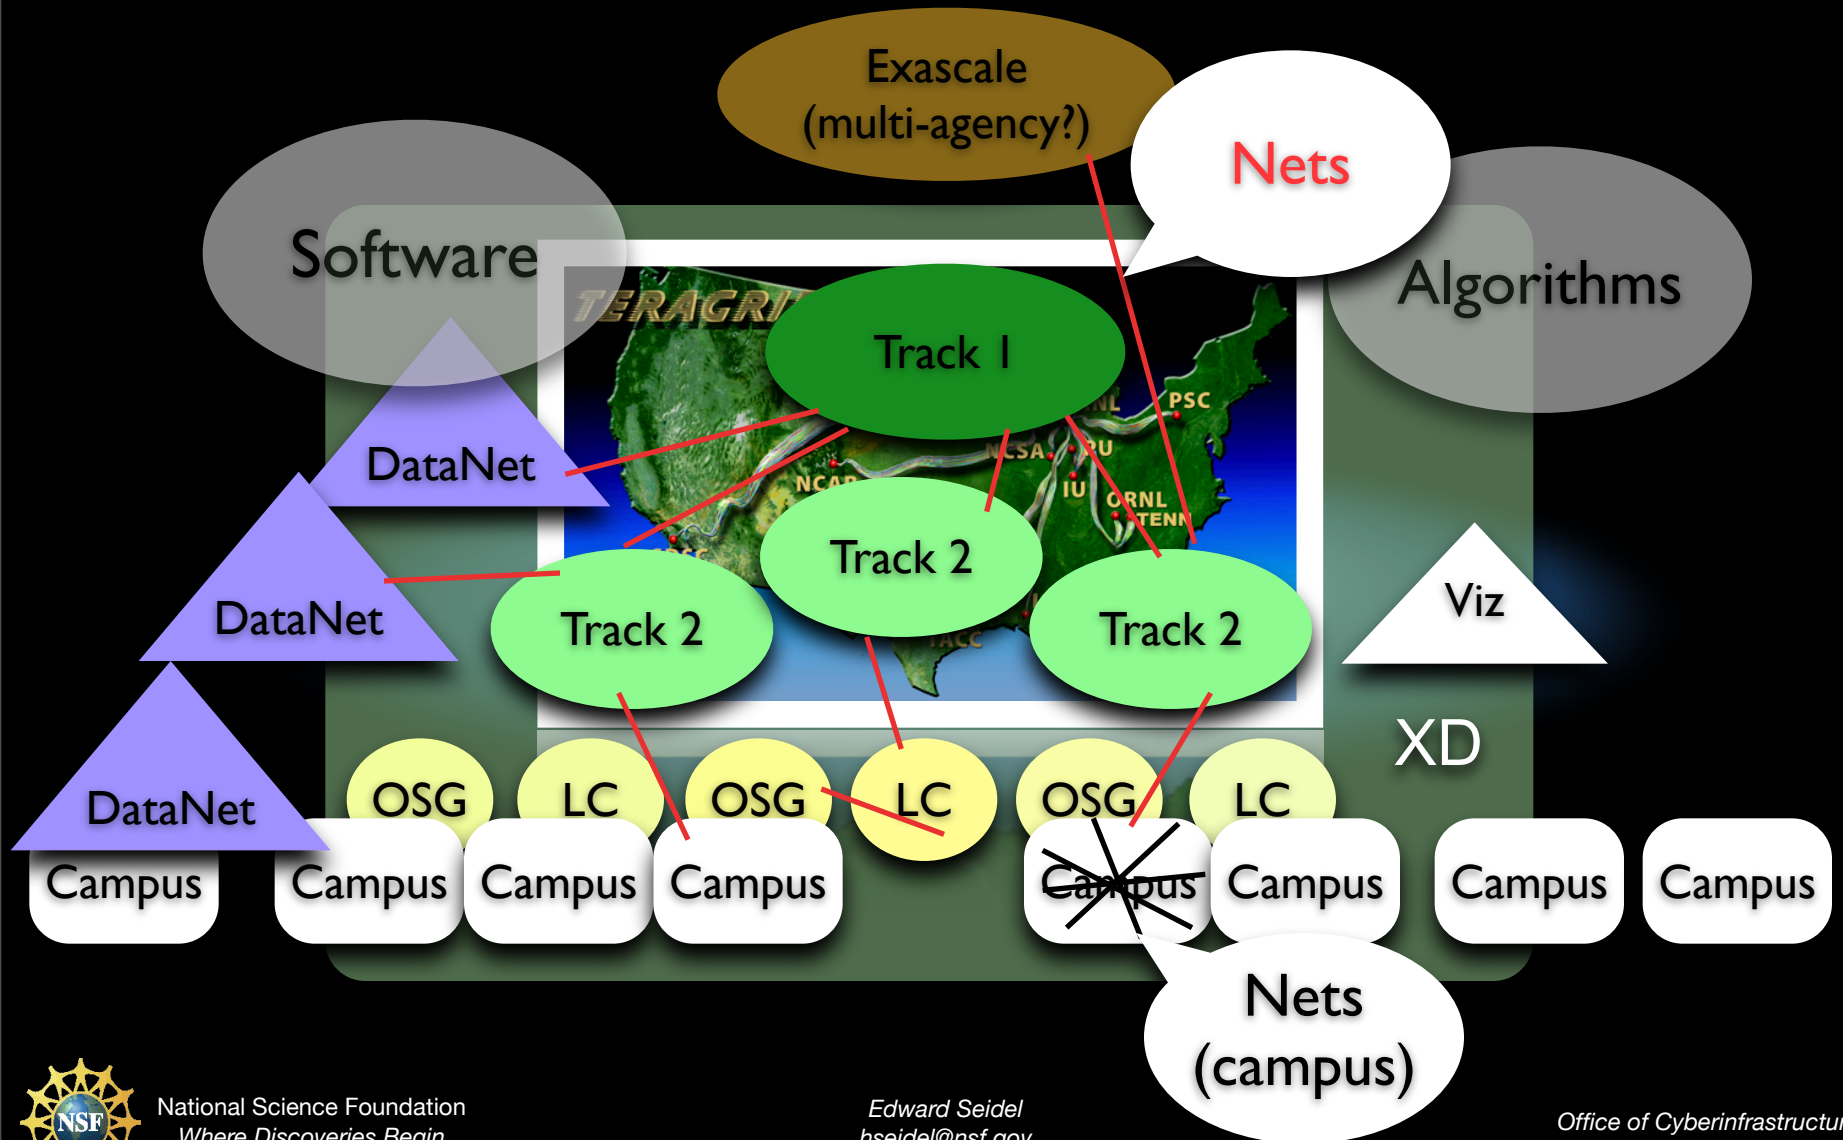 Exascale
(multi-agency?)
Nets
Software
Algorithms
TERAGRI
Track 1
PSC
NCSA
PU
NCAR
IU
ORNL
TENN
DataNet
Track 2
DataNet
Track 2
Track 2
Viz
TACC
XD
DataNet
OSG
LC
OSG
LC
OSG
LC
Campus
Campus
Campus
Campus
Campus
Campus
Campus
Campus
Nets
(campus)
NSF
National Science Foundation
Where Discoveries Begin
Edward Seidel
hseidel@nsf.gov
Office of Cyberinfrastructur